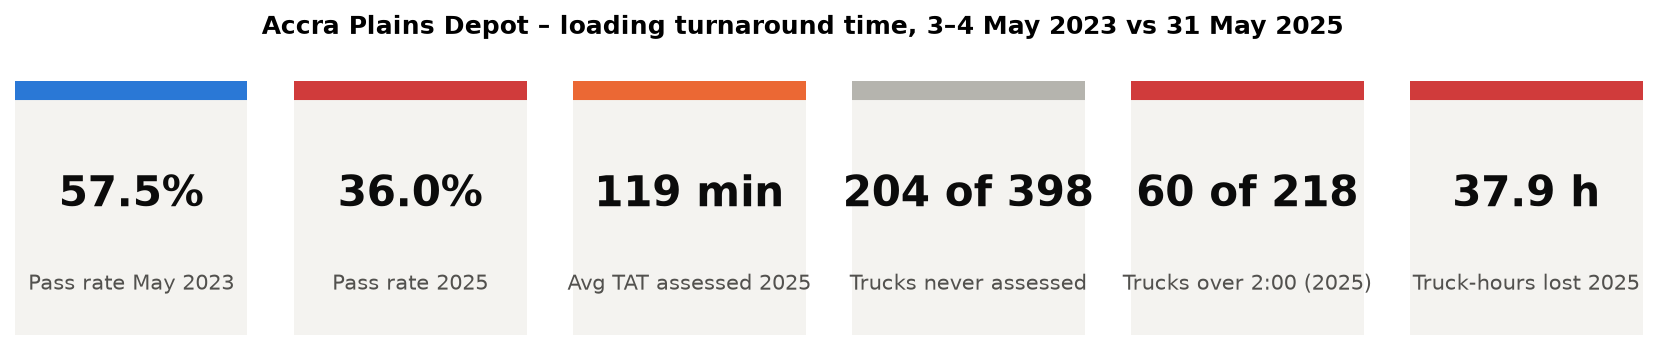 Accra Plains Depot – loading turnaround time, 3–4 May 2023 vs 31 May 2025
57.5%
Pass rate May 2023
36.0%
Pass rate 2025
119 min
Avg TAT assessed 2025
204 of 398
Trucks never assessed
60 of 218
Trucks over 2:00 (2025)
37.9 h
Truck-hours lost 2025